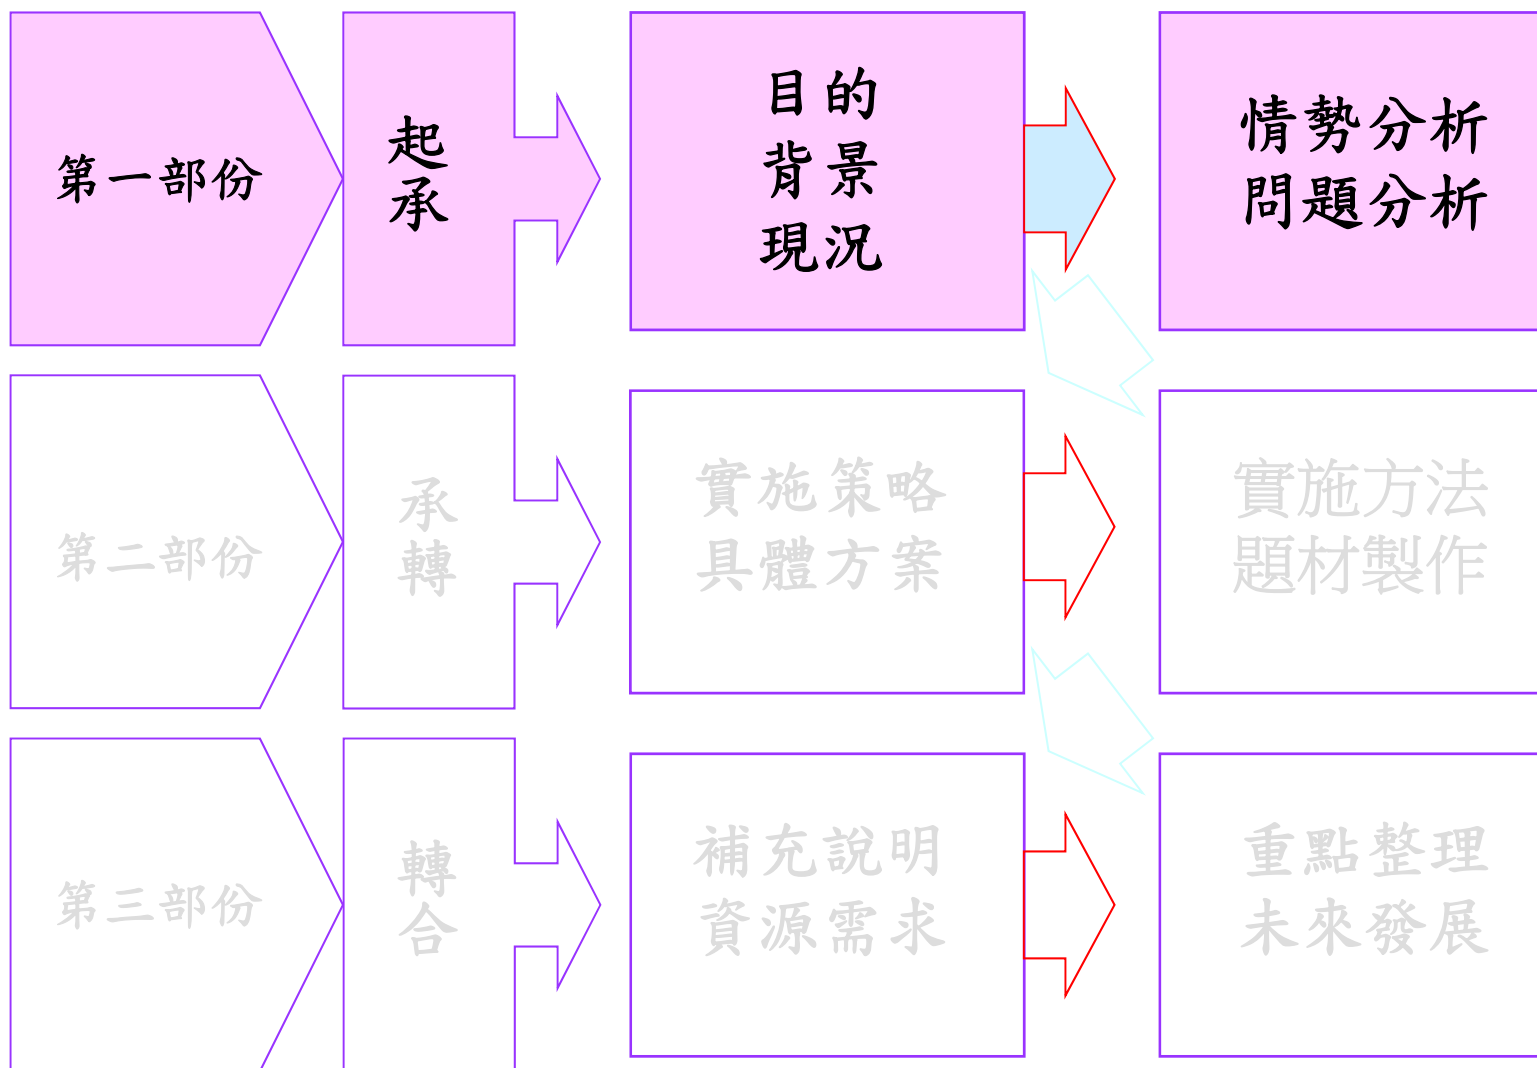 第一部份
起
承
目的
背景
現況
情勢分析
問題分析
第二部份
承
轉
實施策略
具體方案
實施方法
題材製作
第三部份
轉
合
補充說明
資源需求
重點整理
未來發展